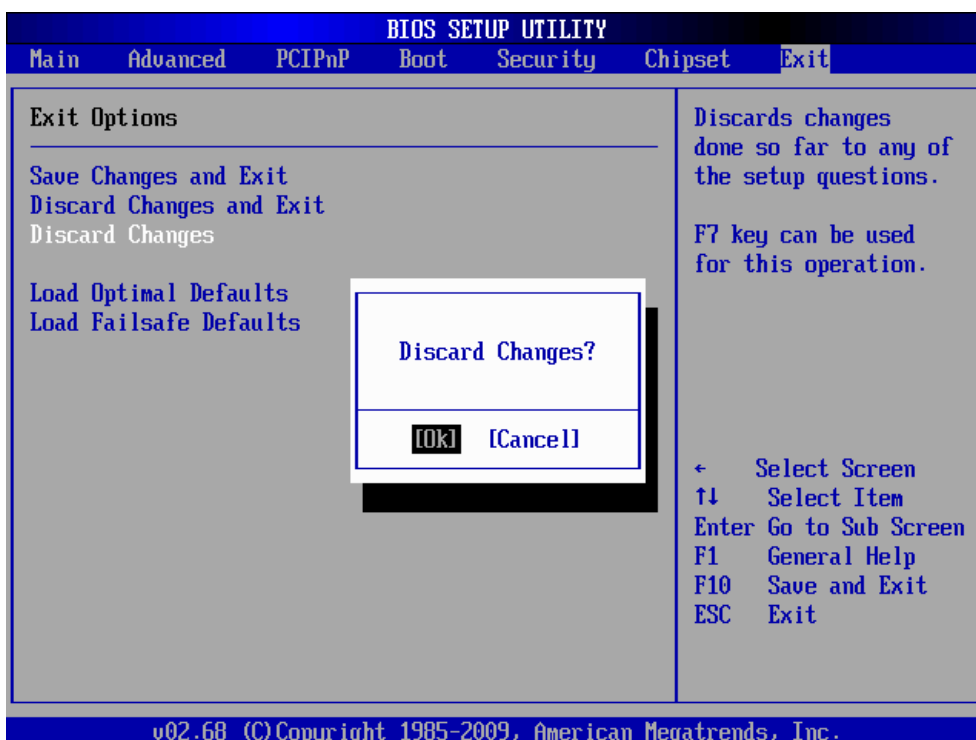 BIOS SETUP UTILITY
Main Advanced PCIPnP Boot Security Chipset Exit
Exit Options
Save Changes and Exit
Discard Changes and Exit
Discard Changes
Load Optimal Defaults
Load Failsafe Defaults
Discard Changes?
[Ok] [Cancel]
Discards changes
done so far to any of
the setup questions.
F7 key can be used
for this operation.
← Select Screen
↑↓ Select Item
Enter Go to Sub Screen
F1 General Help
F10 Save and Exit
ESC Exit
v02.68 (C)Copyright 1985-2009, American Megatrends, Inc.